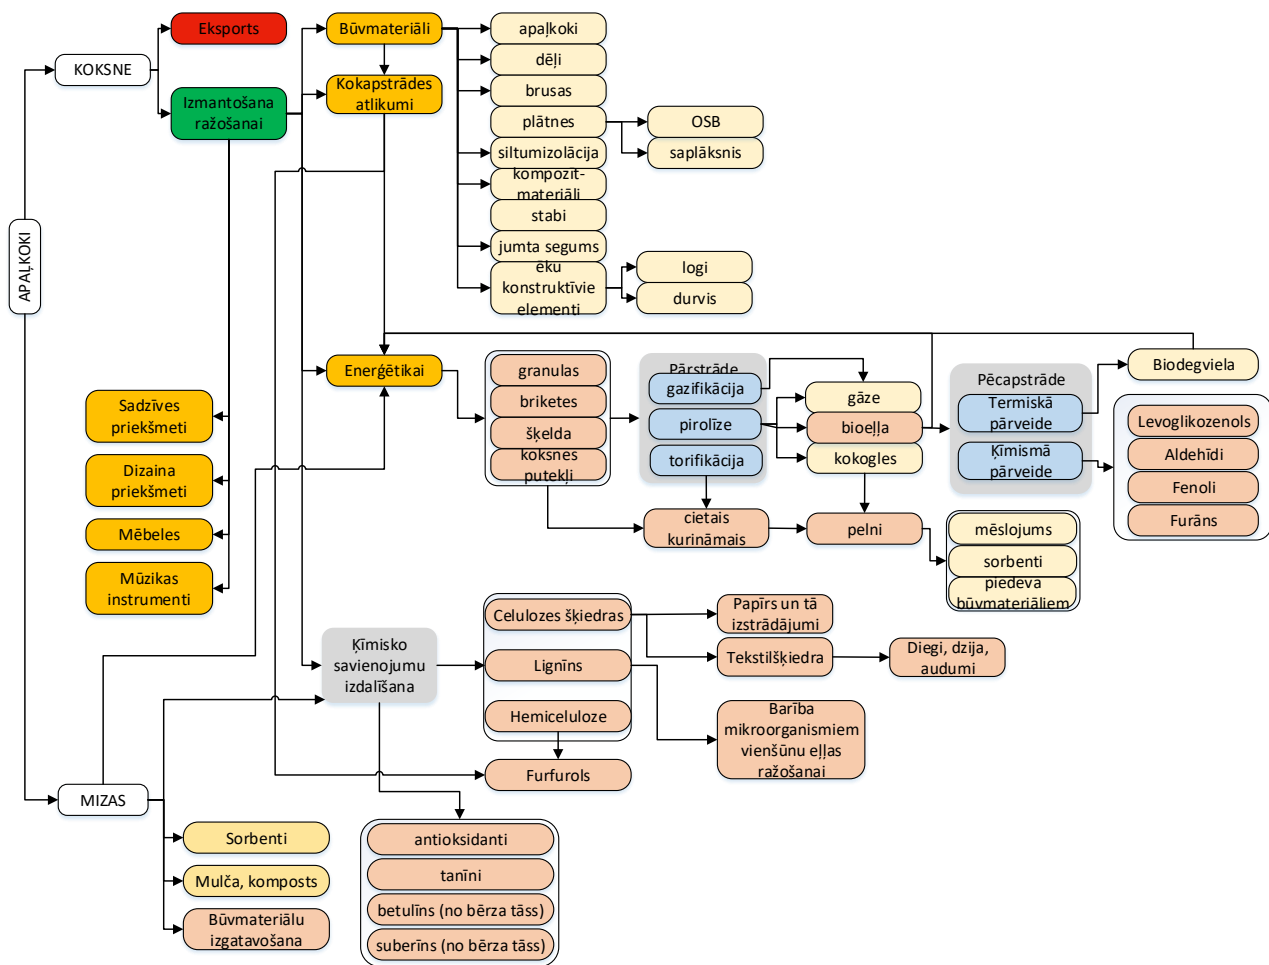 APAĻKOKI
KOKSNE
MIZAS
Eksports
Izmantošana
ražošanai
Būvmateriāli
Kokapstrādes
atlikumi
apaļkoki
dēļi
brusas
plātnes
siltumizolācija
kompozīt-
materiāli
stabi
jumta segums
ēku
konstruktīvie
elementi
OSB
saplāksnis
logi
durvis
Sadzīves
priekšmeti
Dizaina
priekšmeti
Mēbeles
Mūzikas
instrumenti
Enerģētikai
granulas
briketes
šķelda
koksnes
putekļi
Pārstrāde
gazifikācija
pirolīze
torifikācija
gāze
bioeļļa
kokogles
cietais
kurināmais
pelni
Pēcapstrāde
Termiskā
pārveide
Ķīmismā
pārveide
Biodegviela
Levoglikozenols
Aldehīdi
Fenoli
Furāns
mēslojums
sorbenti
piedeva
būvmateriāliem
Ķīmisko
savienojumu
izdalīšana
Celulozes šķiedras
Lignīns
Hemiceluloze
Furfurols
Papīrs un tā
izstrādājumi
Tekstilšķiedra
Diegi, dzija,
audumi
Barība
mikroorganismiem
vienšūnu eļļas
ražošanai
Sorbenti
Mulča, komposts
Būvmateriālu
izgatavošana
antioksidanti
tanīni
betulīns (no bērza tāss)
suberīns (no bērza tāss)